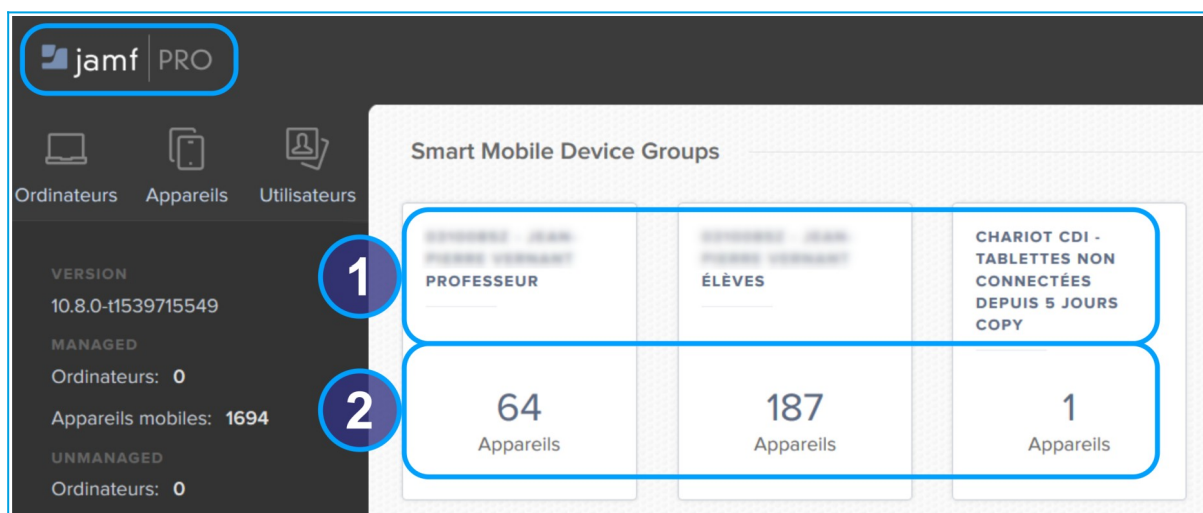 jamf PRO
Ordinateurs Appareils Utilisateurs
VERSION
10.8.0-t1539715549
MANAGED
Ordinateurs: 0
Appareils mobiles: 1694
UNMANAGED
Ordinateurs: 0
Smart Mobile Device Groups
1
PROFESSEUR
ÉLÈVES
CHARIOT CDI -
TABLETTES NON
CONNECTÉES
DEPUIS 5 JOURS
COPY
2
64
Appareils
187
Appareils
1
Appareils